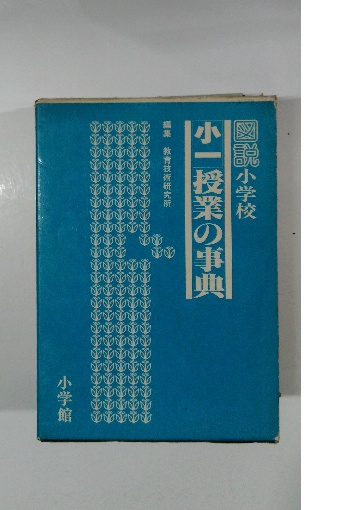 図説小学校
小一授業の事典
編集 教育技術研究所
小学館